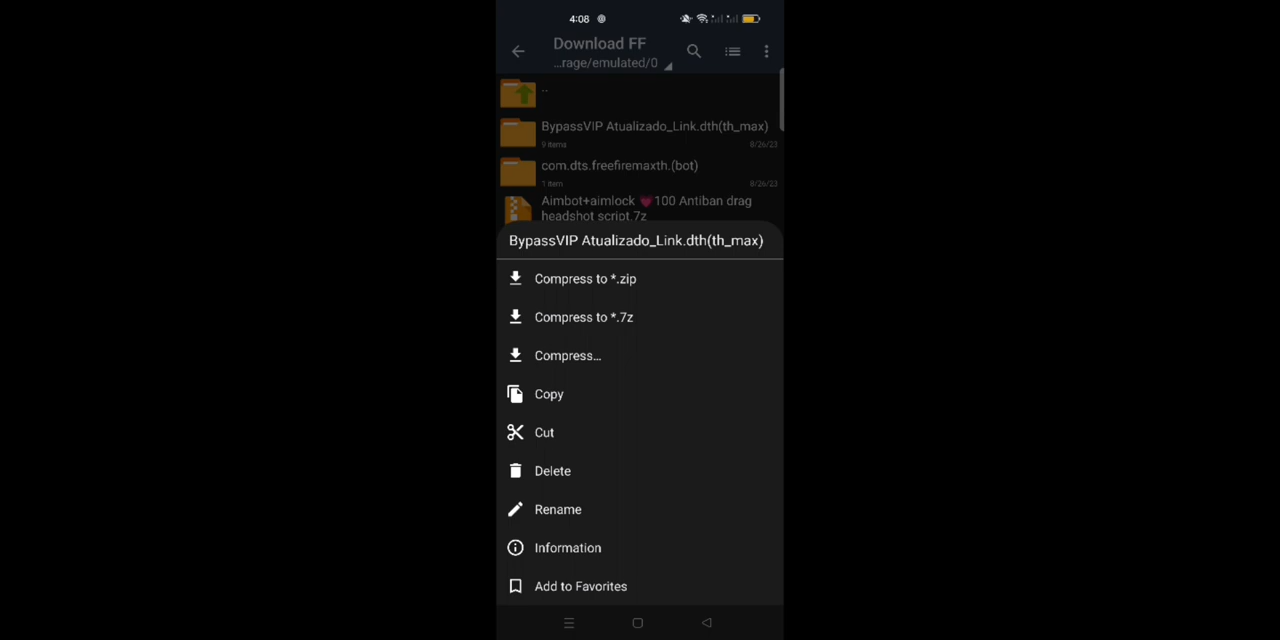 4:08
Download FF
...rage/emulated/0
..
BypassVIP Atualizado_Link.dth(th_max)
9 items
8/26/23
com.dts.freefiremaxth.(bot)
1 item
8/26/23
Aimbot+aimlock 💗100 Antiban drag
headshot script.7z
BypassVIP Atualizado_Link.dth(th_max)
Compress to *.zip
Compress to *.7z
Compress...
Copy
Cut
Delete
Rename
Information
Add to Favorites